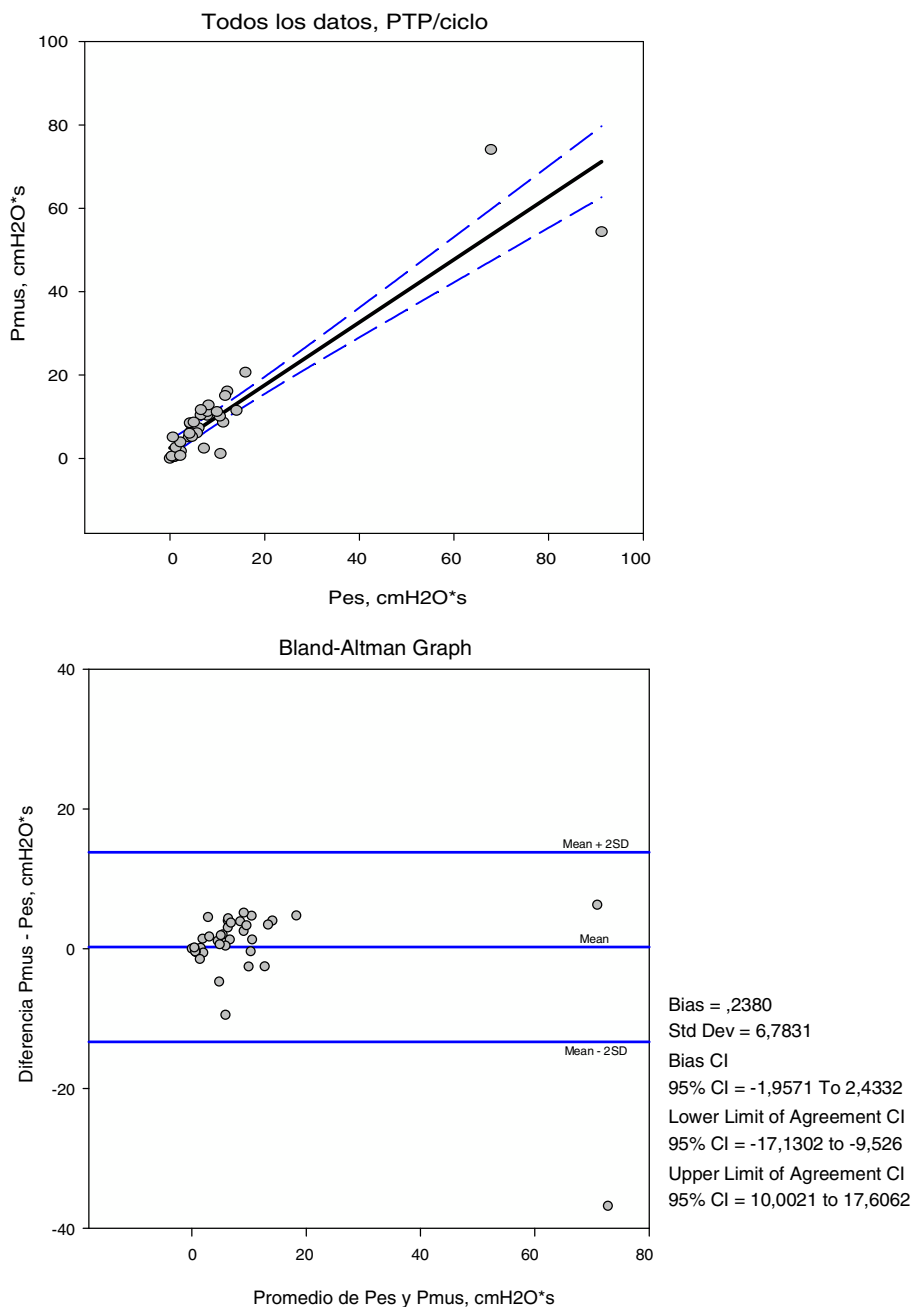 Todos los datos, PTP/ciclo
100
80
60
40
20
0
Pmus, cmH2O*s
0 20 40 60 80 100
Pes, cmH2O*s
Bland-Altman Graph
40
20
0
-20
-40
Diferencia Pmus - Pes, cmH2O*s
Mean + 2SD
Mean
Mean - 2SD
0 20 40 60 80
Promedio de Pes y Pmus, cmH2O*s
Bias = ,2380
Std Dev = 6,7831
Bias CI
95% CI = -1,9571 To 2,4332
Lower Limit of Agreement CI
95% CI = -17,1302 to -9,526
Upper Limit of Agreement CI
95% CI = 10,0021 to 17,6062